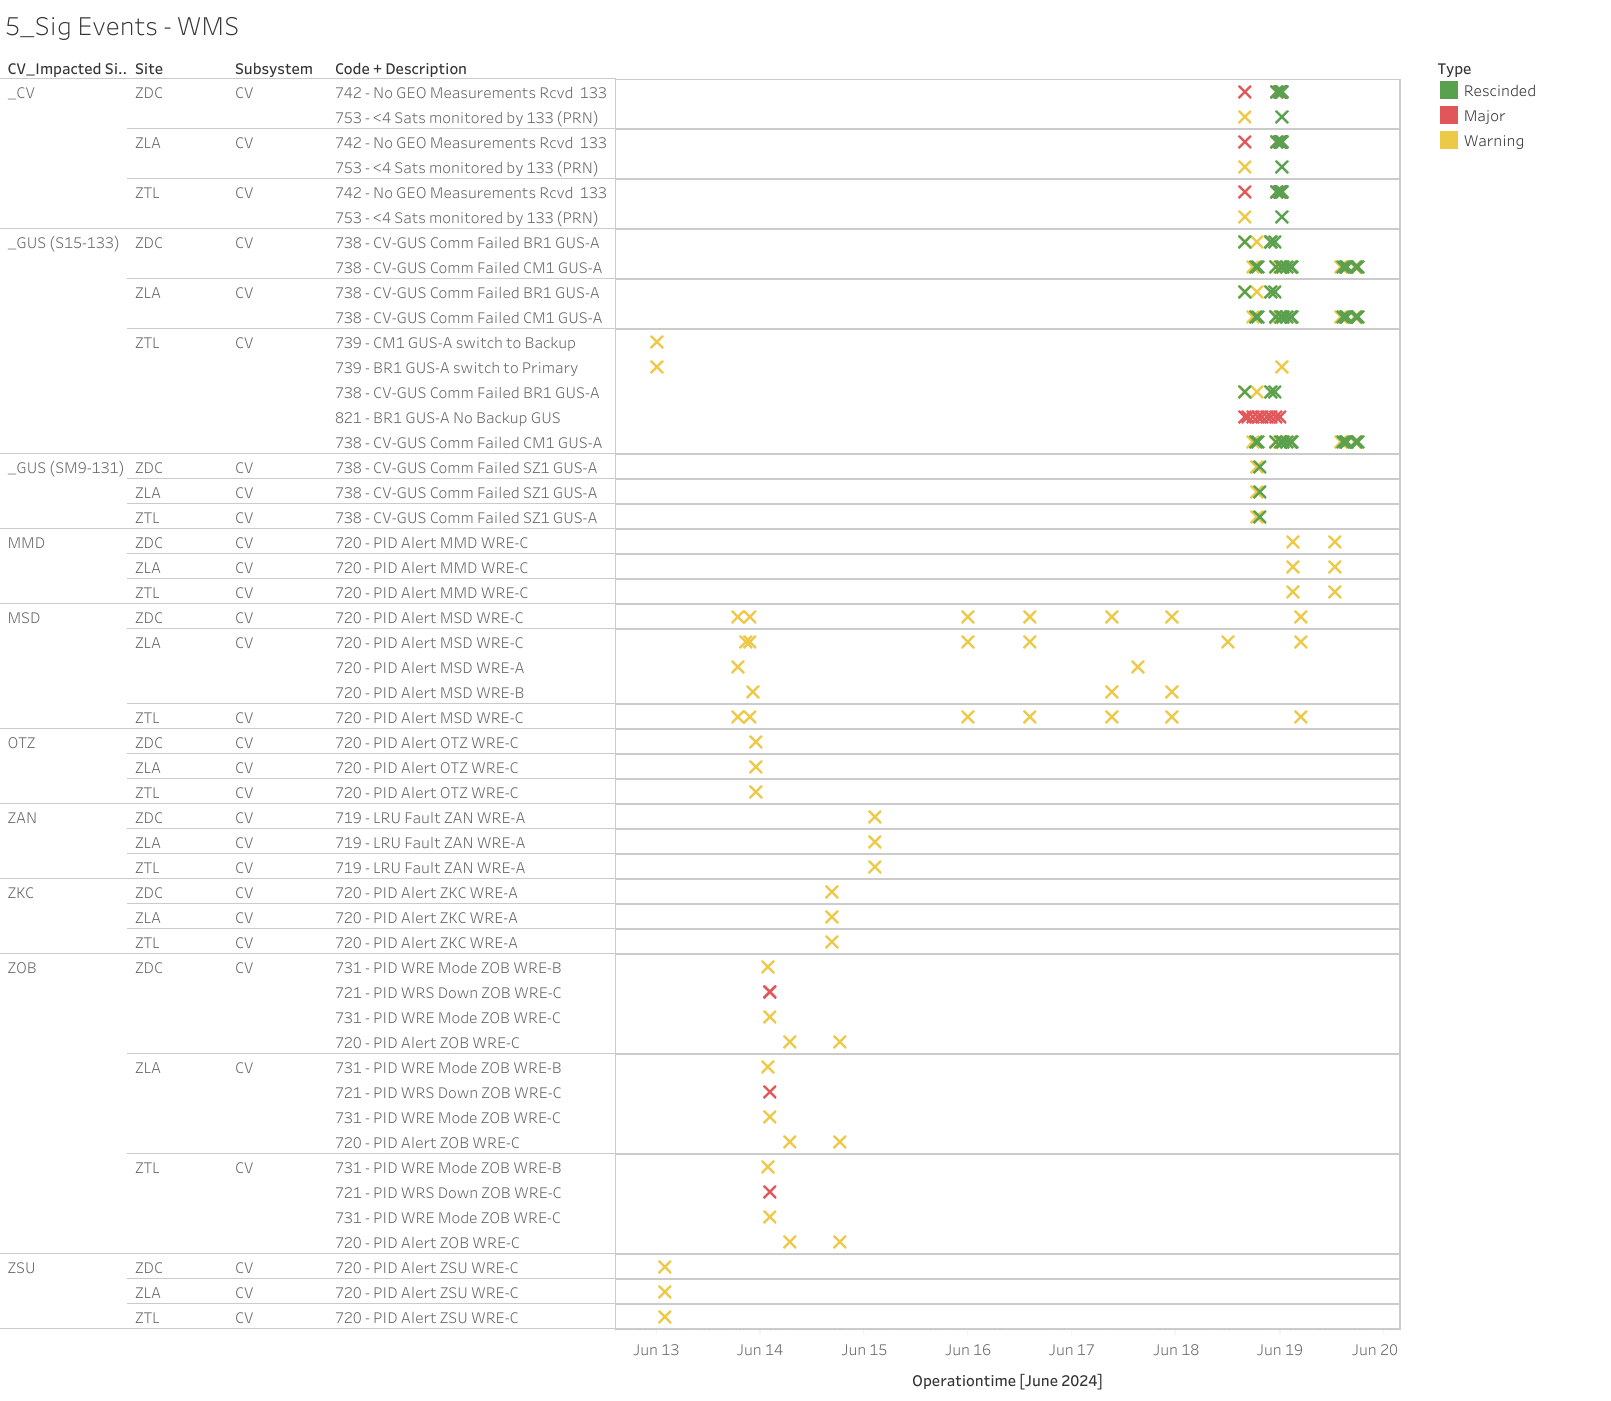 5_Sig Events - WMS
CV_Impacted Si.. Site Subsystem Code + Description
Type
Rescinded
Major
Warning
_CV ZDC CV 742 - No GEO Measurements Rcvd 133
753 - <4 Sats monitored by 133 (PRN)
ZLA CV 742 - No GEO Measurements Rcvd 133
753 - <4 Sats monitored by 133 (PRN)
ZTL CV 742 - No GEO Measurements Rcvd 133
753 - <4 Sats monitored by 133 (PRN)
_GUS (S15-133) ZDC CV 738 - CV-GUS Comm Failed BR1 GUS-A
738 - CV-GUS Comm Failed CM1 GUS-A
ZLA CV 738 - CV-GUS Comm Failed BR1 GUS-A
738 - CV-GUS Comm Failed CM1 GUS-A
ZTL CV 739 - CM1 GUS-A switch to Backup
739 - BR1 GUS-A switch to Primary
738 - CV-GUS Comm Failed BR1 GUS-A
821 - BR1 GUS-A No Backup GUS
738 - CV-GUS Comm Failed CM1 GUS-A
_GUS (SM9-131) ZDC CV 738 - CV-GUS Comm Failed SZ1 GUS-A
ZLA CV 738 - CV-GUS Comm Failed SZ1 GUS-A
ZTL CV 738 - CV-GUS Comm Failed SZ1 GUS-A
MMD ZDC CV 720 - PID Alert MMD WRE-C
ZLA CV 720 - PID Alert MMD WRE-C
ZTL CV 720 - PID Alert MMD WRE-C
MSD ZDC CV 720 - PID Alert MSD WRE-C
ZLA CV 720 - PID Alert MSD WRE-C
720 - PID Alert MSD WRE-A
720 - PID Alert MSD WRE-B
ZTL CV 720 - PID Alert MSD WRE-C
OTZ ZDC CV 720 - PID Alert OTZ WRE-C
ZLA CV 720 - PID Alert OTZ WRE-C
ZTL CV 720 - PID Alert OTZ WRE-C
ZAN ZDC CV 719 - LRU Fault ZAN WRE-A
ZLA CV 719 - LRU Fault ZAN WRE-A
ZTL CV 719 - LRU Fault ZAN WRE-A
ZKC ZDC CV 720 - PID Alert ZKC WRE-A
ZLA CV 720 - PID Alert ZKC WRE-A
ZTL CV 720 - PID Alert ZKC WRE-A
ZOB ZDC CV 731 - PID WRE Mode ZOB WRE-B
721 - PID WRS Down ZOB WRE-C
731 - PID WRE Mode ZOB WRE-C
720 - PID Alert ZOB WRE-C
ZLA CV 731 - PID WRE Mode ZOB WRE-B
721 - PID WRS Down ZOB WRE-C
731 - PID WRE Mode ZOB WRE-C
720 - PID Alert ZOB WRE-C
ZTL CV 731 - PID WRE Mode ZOB WRE-B
721 - PID WRS Down ZOB WRE-C
731 - PID WRE Mode ZOB WRE-C
720 - PID Alert ZOB WRE-C
ZSU ZDC CV 720 - PID Alert ZSU WRE-C
ZLA CV 720 - PID Alert ZSU WRE-C
ZTL CV 720 - PID Alert ZSU WRE-C
Jun 13 Jun 14 Jun 15 Jun 16 Jun 17 Jun 18 Jun 19 Jun 20
Operationtime [June 2024]